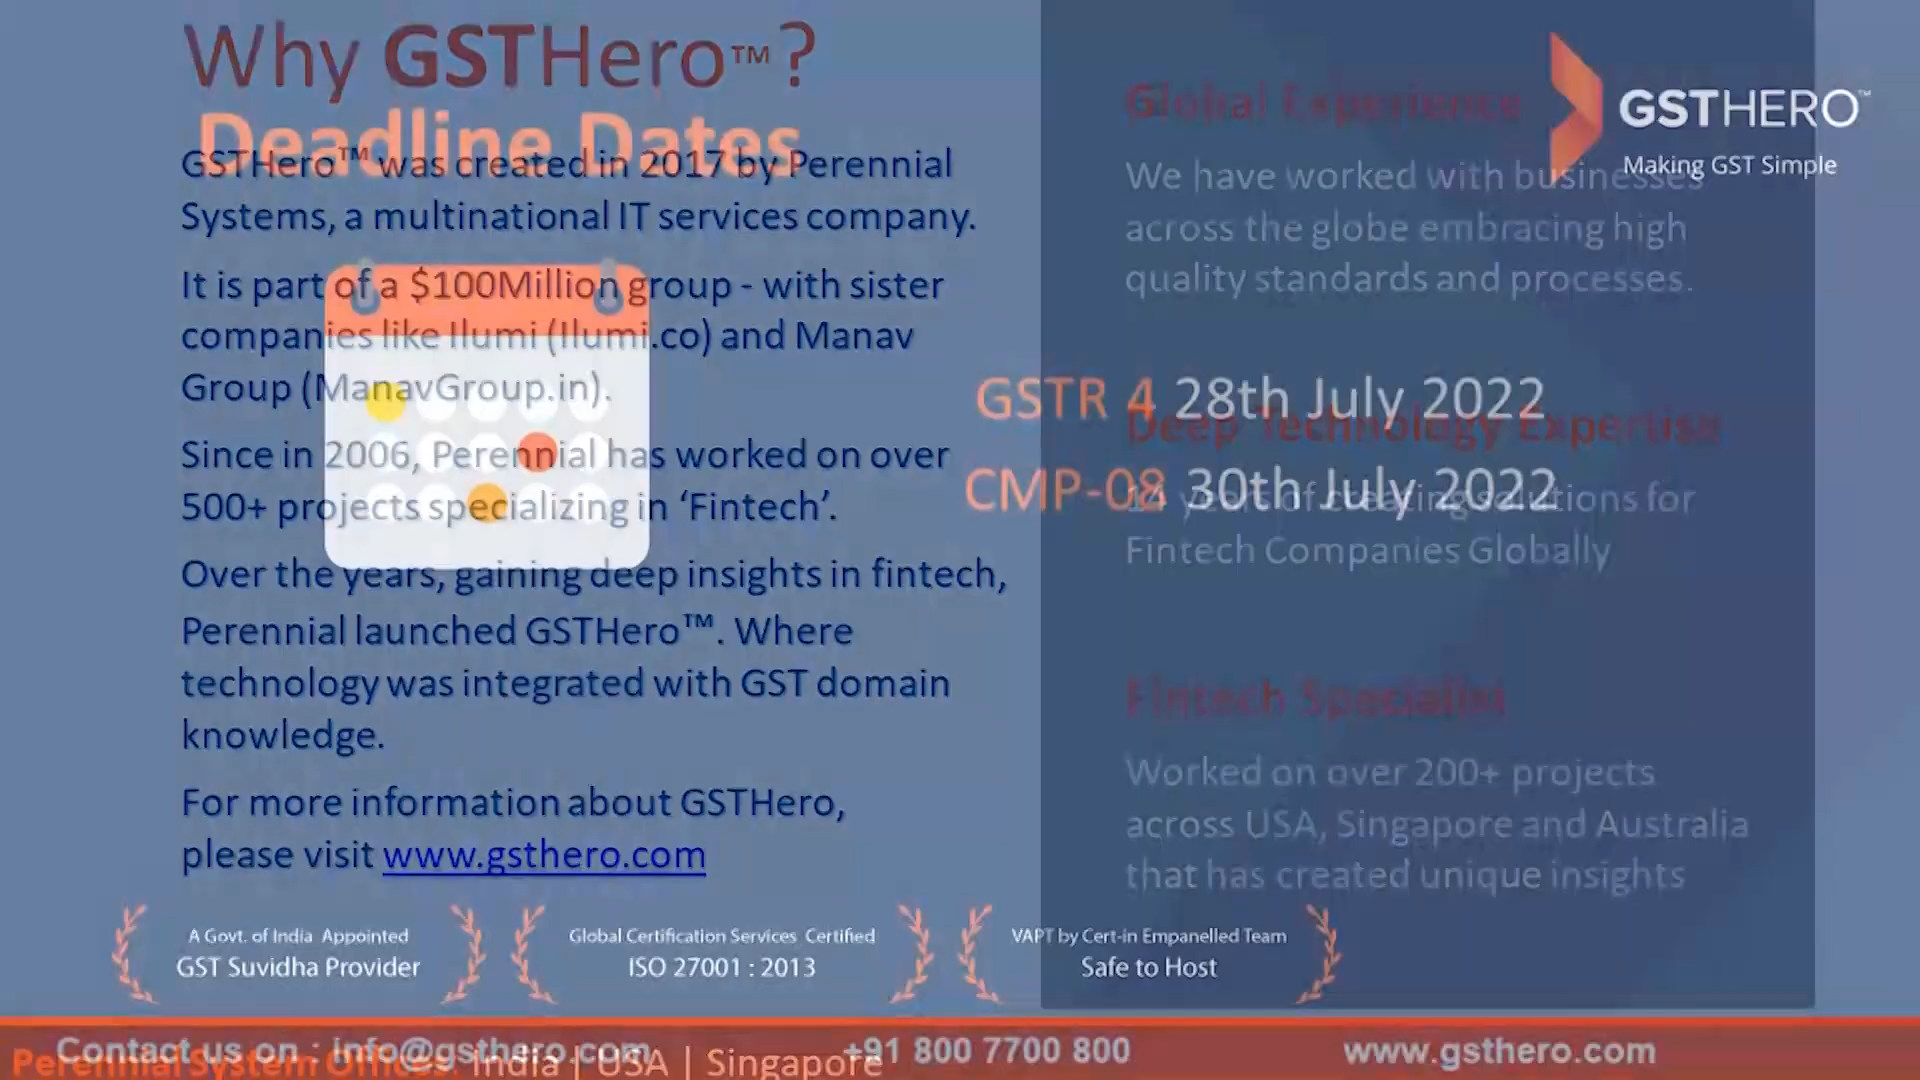 Why GSTHero™?
Deadline Dates
GSTHero™ was created in 2017 by Perennial
Systems, a multinational IT services company.
It is part of a $100Million group - with sister
companies like Ilumi (Ilumi.co) and Manav
Group (ManavGroup.in).
Since in 2006, Perennial has worked on over
500+ projects specializing in ‘Fintech’.
Over the years, gaining deep insights in fintech,
Perennial launched GSTHero™. Where
technology was integrated with GST domain
knowledge.
For more information about GSTHero,
please visit www.gsthero.com
GSTHERO™
Making GST Simple
Global Experience
We have worked with businesses
across the globe embracing high
quality standards and processes.
GSTR 4 28th July 2022
Deep Technology Expertise
CMP-08 30th July 2022
14 years of creating solutions for
Fintech Companies Globally
Fintech Specialist
Worked on over 200+ projects
across USA, Singapore and Australia
that has created unique insights
A Govt. of India Appointed
GST Suvidha Provider
Global Certification Services Certified
ISO 27001 : 2013
VAPT by Cert-in Empanelled Team
Safe to Host
Contact us on : info@gsthero.com
+91 800 7700 800
www.gsthero.com
Perennial System Offices: India | USA | Singapore